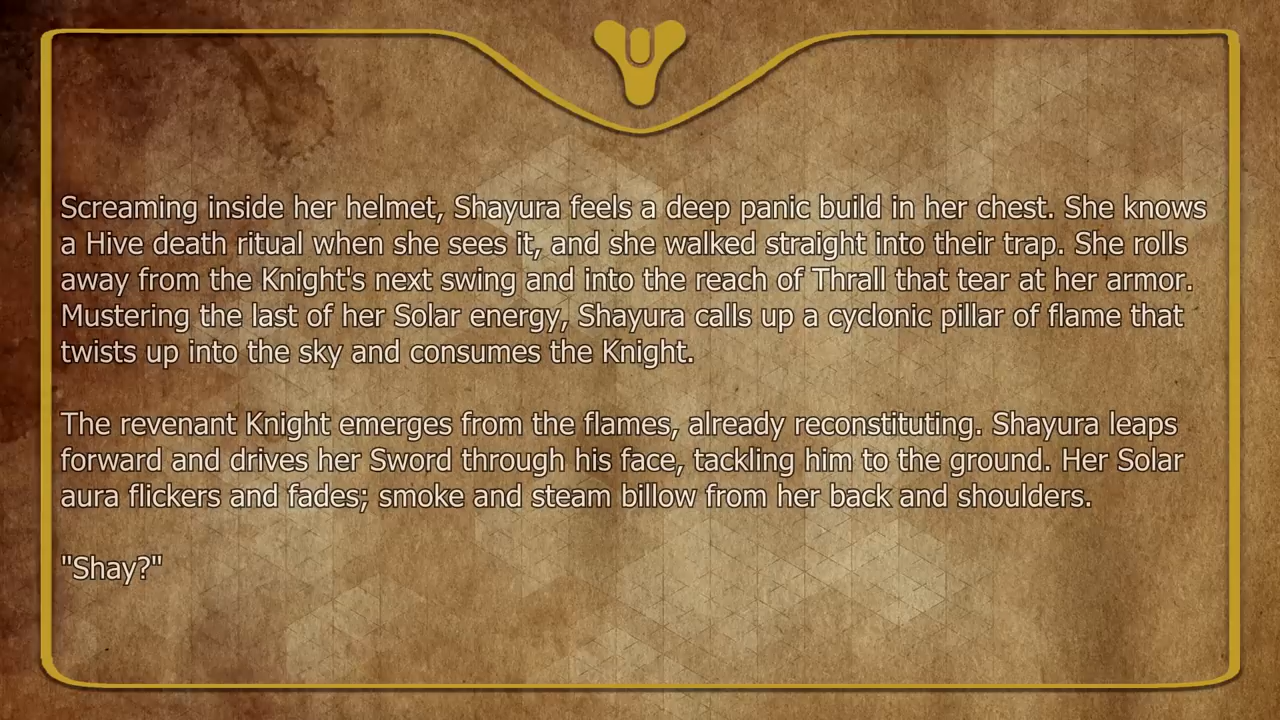 Screaming inside her helmet, Shayura feels a deep panic build in her chest. She knows
a Hive death ritual when she sees it, and she walked straight into their trap. She rolls
away from the Knight's next swing and into the reach of Thrall that tear at her armor.
Mustering the last of her Solar energy, Shayura calls up a cyclonic pillar of flame that
twists up into the sky and consumes the Knight.
The revenant Knight emerges from the flames, already reconstituting. Shayura leaps
forward and drives her Sword through his face, tackling him to the ground. Her Solar
aura flickers and fades; smoke and steam billow from her back and shoulders.
"Shay?"